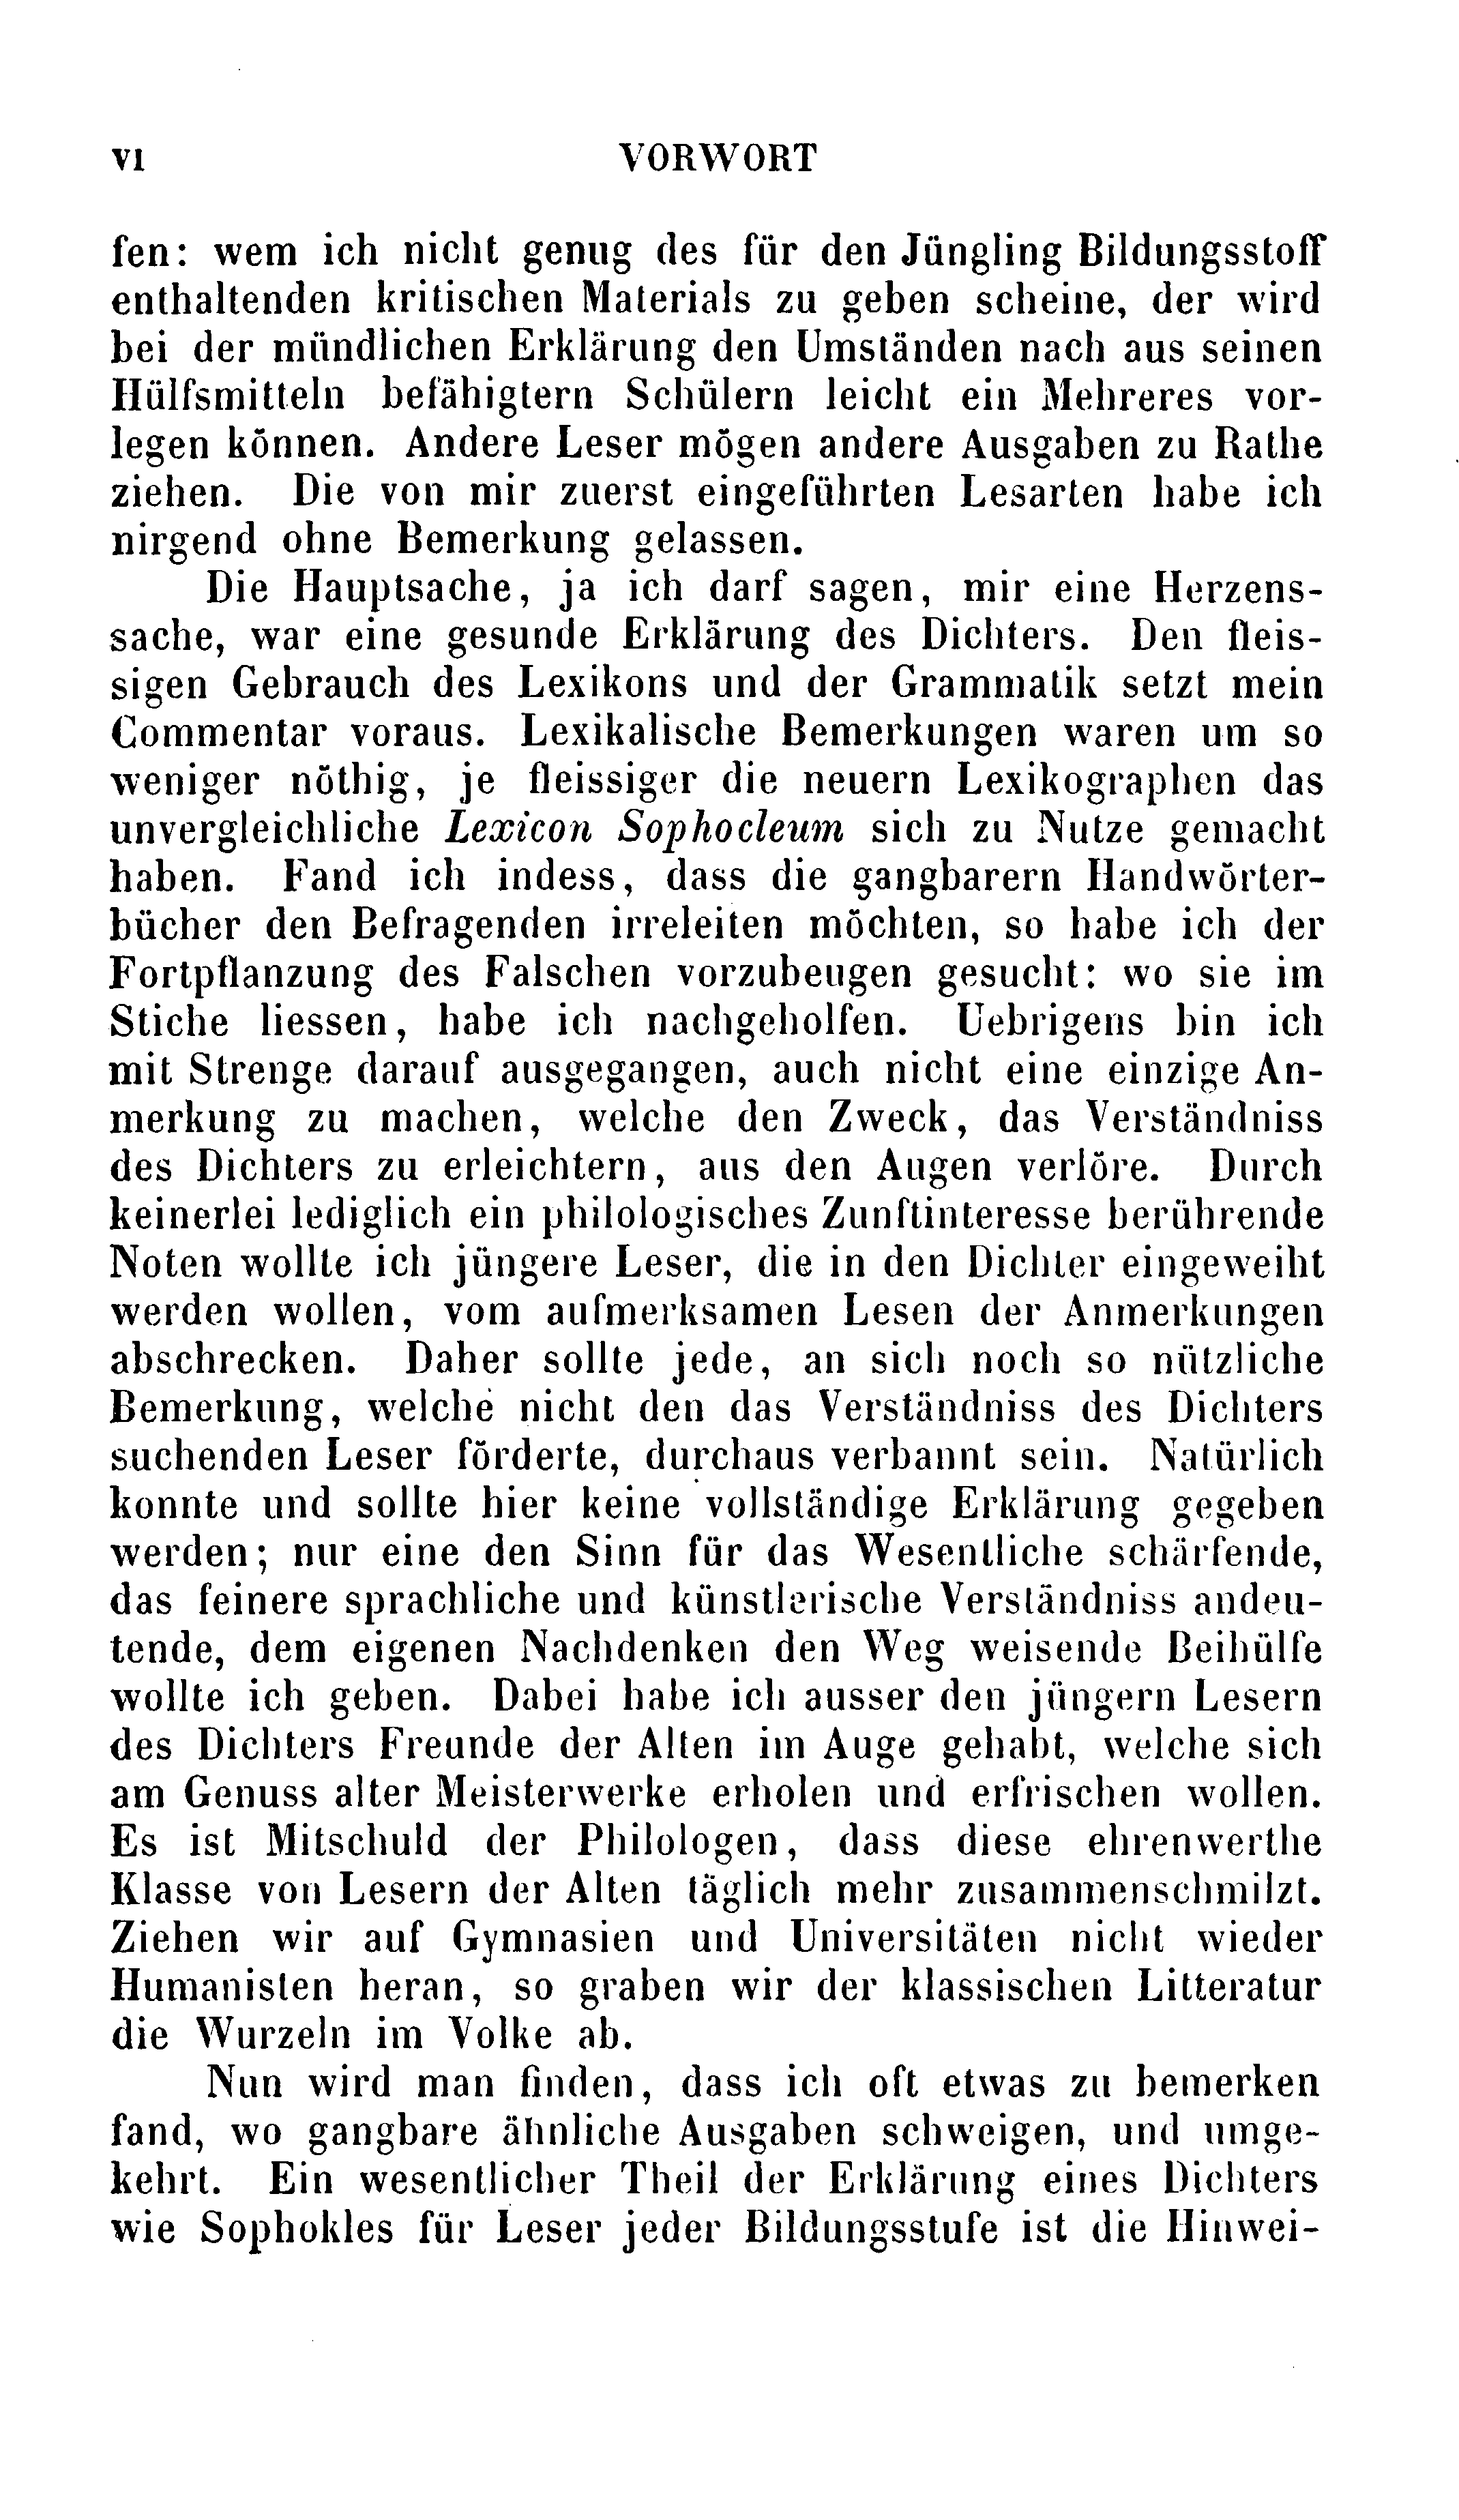 VI VORWORT
fen: wem ich nicht genug des für den Jüngling Bildungsstoff
enthaltenden kritischen Materials zu geben scheine, der wird
bei der mündlichen Erklärung den Umständen nach aus seinen
Hülfsmitteln befähigtern Schülern leicht ein Mehreres vor-
legen können. Andere Leser mögen andere Ausgaben zu Rathe
ziehen. Die von mir zuerst eingeführten Lesarten habe ich
nirgend ohne Bemerkung gelassen.
Die Hauptsache, ja ich darf sagen, mir eine Herzens-
sache, war eine gesunde Erklärung des Dichters. Den fleis-
sigen Gebrauch des Lexikons und der Grammatik setzt mein
Commentar voraus. Lexikalische Bemerkungen waren um so
weniger nöthig, je fleissiger die neuern Lexikographen das
unvergleichliche Lexicon Sophocleum sich zu Nutze gemacht
haben. Fand ich indess, dass die gangbarern Handwörter-
bücher den Befragenden irreleiten möchten, so habe ich der
Fortpflanzung des Falschen vorzubeugen gesucht: wo sie im
Stiche liessen, habe ich nachgeholfen. Uebrigens bin ich
mit Strenge darauf ausgegangen, auch nicht eine einzige An-
merkung zu machen, welche den Zweck, das Verständniss
des Dichters zu erleichtern, aus den Augen verlöre. Durch
keinerlei lediglich ein philologisches Zunftinteresse berührende
Noten wollte ich jüngere Leser, die in den Dichter eingeweiht
werden wollen, vom aufmerksamen Lesen der Anmerkungen
abschrecken. Daher sollte jede, an sich noch so nützliche
Bemerkung, welche nicht den das Verständniss des Dichters
suchenden Leser förderte, durchaus verbannt sein. Natürlich
konnte und sollte hier keine vollständige Erklärung gegeben
werden; nur eine den Sinn für das Wesentliche schärfende,
das feinere sprachliche und künstlerische Verständniss andeu-
tende, dem eigenen Nachdenken den Weg weisende Beihülfe
wollte ich geben. Dabei habe ich ausser den jüngern Lesern
des Dichters Freunde der Alten im Auge gehabt, welche sich
am Genuss alter Meisterwerke erholen und erfrischen wollen.
Es ist Mitschuld der Philologen, dass diese ehrenwerthe
Klasse von Lesern der Alten täglich mehr zusammenschmilzt.
Ziehen wir auf Gymnasien und Universitäten nicht wieder
Humanisten heran, so graben wir der klassischen Litteratur
die Wurzeln im Volke ab.
Nun wird man finden, dass ich oft etwas zu bemerken
fand, wo gangbare ähnliche Ausgaben schweigen, und umge-
kehrt. Ein wesentlicher Theil der Erklärung eines Dichters
wie Sophokles für Leser jeder Bildungsstufe ist die Hinwei-